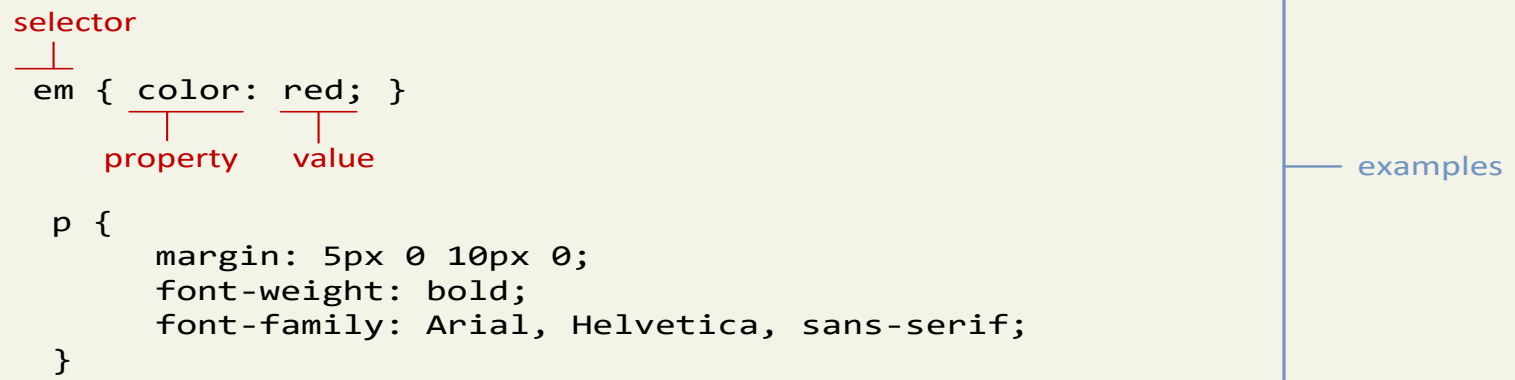 selector
em { color: red; }
property value
examples
p {
margin: 5px 0 10px 0;
font-weight: bold;
font-family: Arial, Helvetica, sans-serif;
}